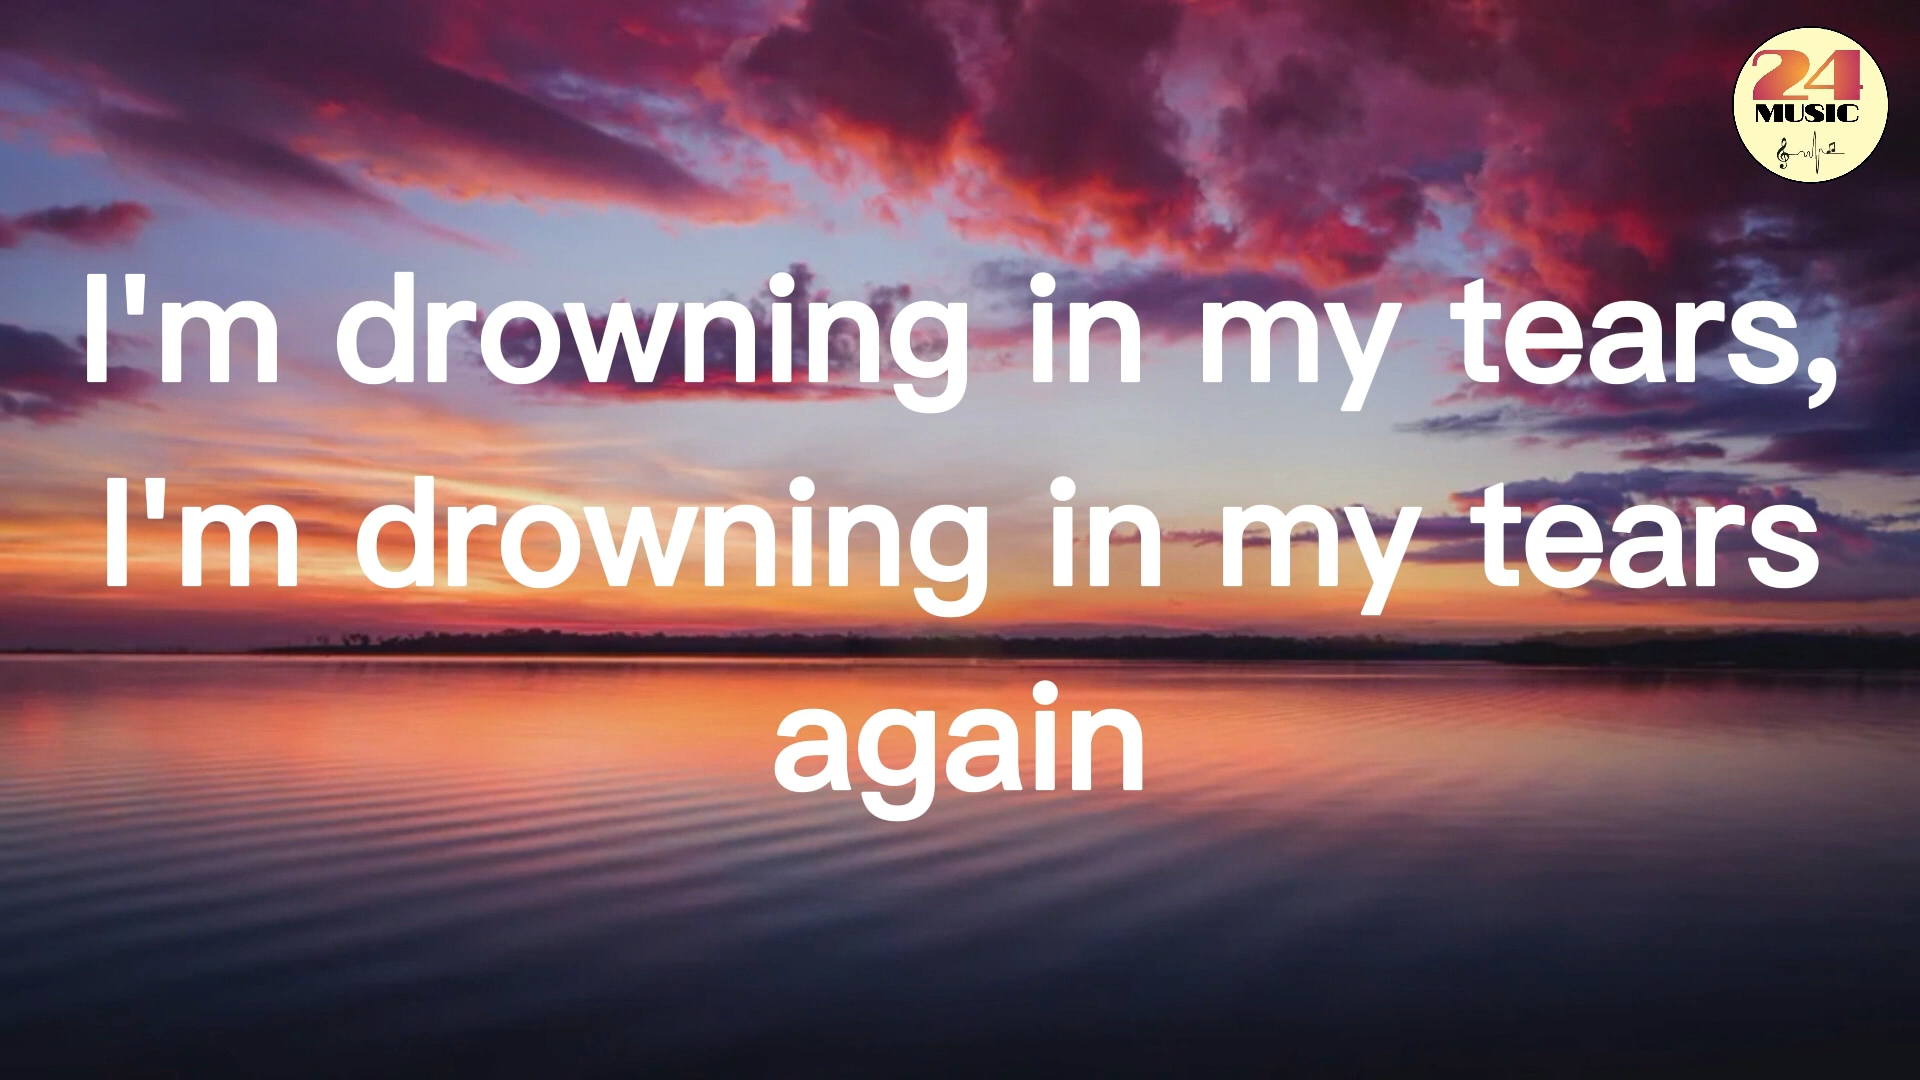 24
MUSIC
I'm drowning in my tears,
I'm drowning in my tears
again